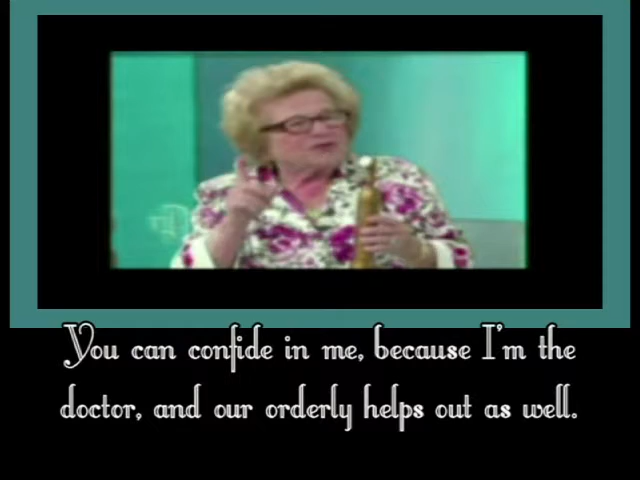 You can confide in me, because I'm the
doctor, and our orderly helps out as well.